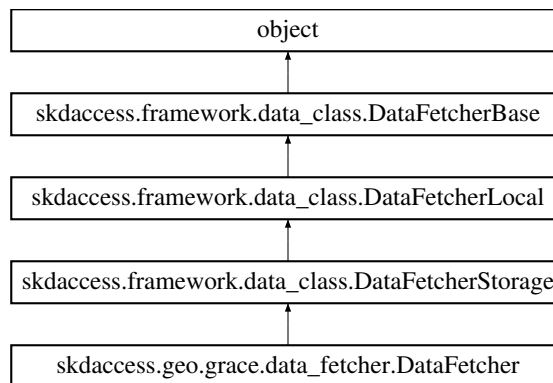 object
skdaccess.framework.data_class.DataFetcherBase
skdaccess.framework.data_class.DataFetcherLocal
skdaccess.framework.data_class.DataFetcherStorage
skdaccess.geo.grace.data_fetcher.DataFetcher